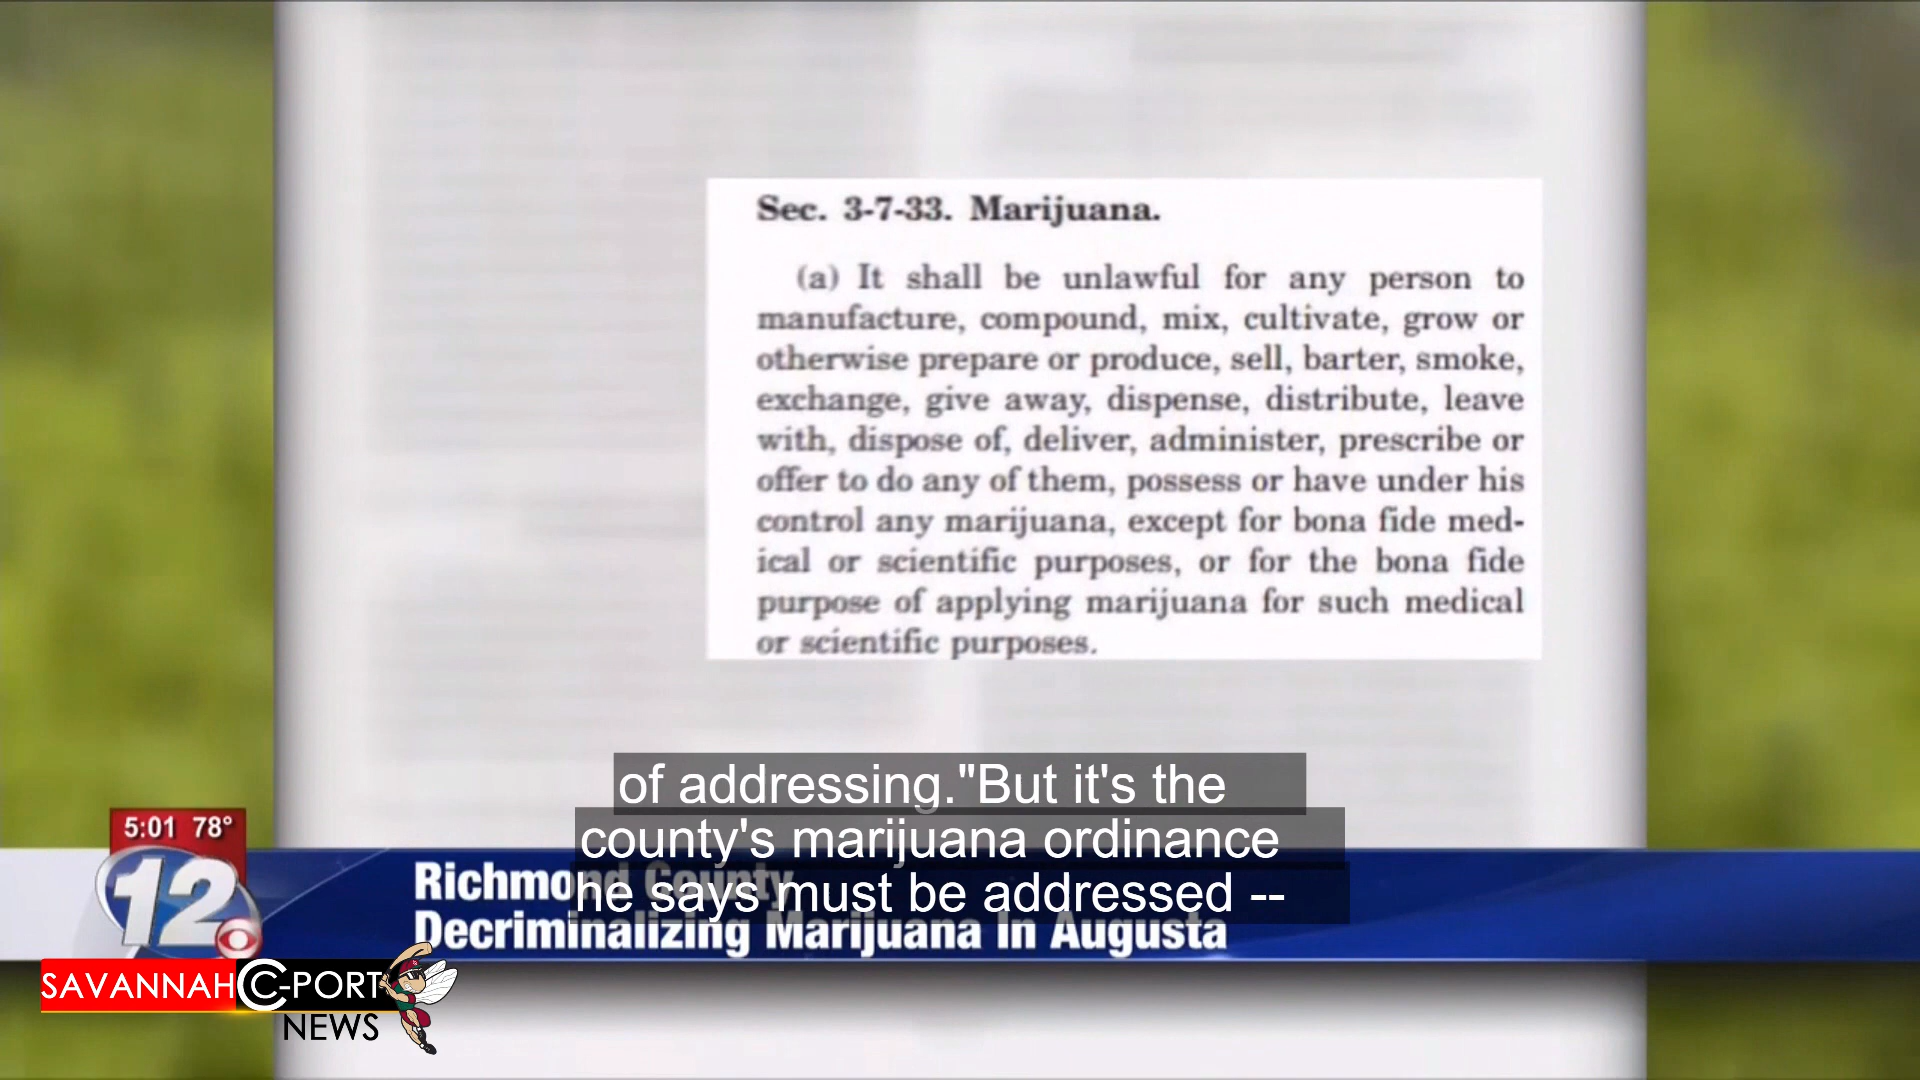 Sec. 3-7-33. Marijuana.
(a) It shall be unlawful for any person to
manufacture, compound, mix, cultivate, grow or
otherwise prepare or produce, sell, barter, smoke,
exchange, give away, dispense, distribute, leave
with, dispose of, deliver, administer, prescribe or
offer to do any of them, possess or have under his
control any marijuana, except for bona fide med-
ical or scientific purposes, or for the bona fide
purpose of applying marijuana for such medical
or scientific purposes.
of addressing."But it's the
county's marijuana ordinance
he says must be addressed --
5:01 78°
12
Richmond County
Decriminalizing Marijuana In Augusta
SAVANNAH C-PORT
NEWS